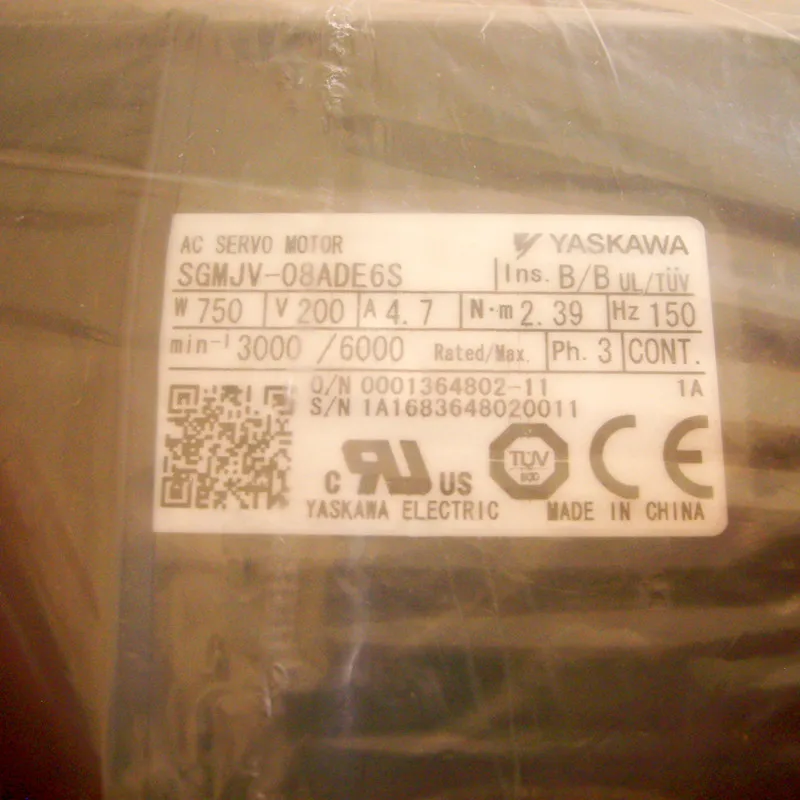 AC SERVO MOTOR YASKAWA
SGMJV-08ADE6S Ins. B/B UL/TÜV
W 750 V 200 A 4.7 N·m 2.39 Hz 150
min-1 3000 /6000 Rated/Max. Ph. 3 CONT.
O/N 0001364802-11 1A
S/N 1A1683648020011
C RU US TÜV CE
YASKAWA ELECTRIC MADE IN CHINA